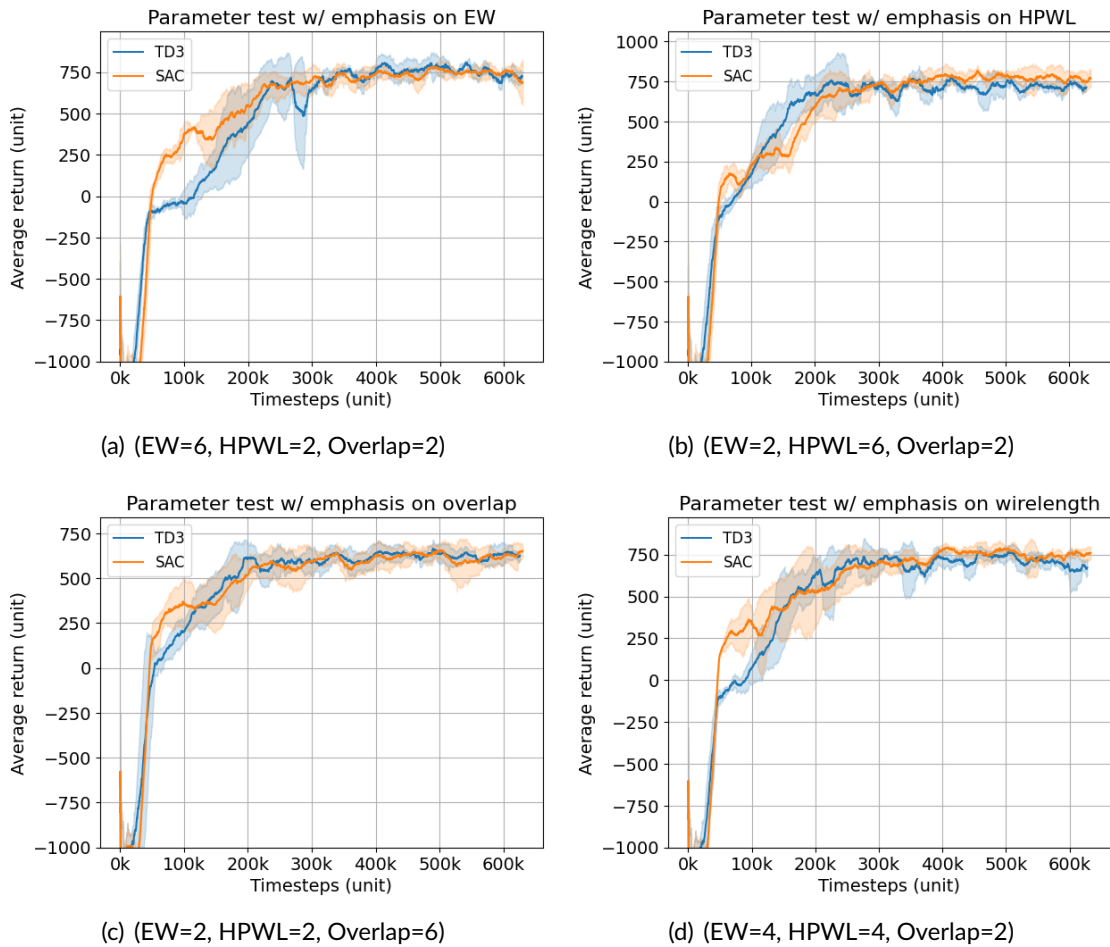 Parameter test w/ emphasis on EW
TD3
SAC
Average return (unit)
750
500
250
0
−250
−500
−750
−1000
0k 100k 200k 300k 400k 500k 600k
Timesteps (unit)
(a) (EW=6, HPWL=2, Overlap=2)
Parameter test w/ emphasis on HPWL
TD3
SAC
Average return (unit)
1000
750
500
250
0
−250
−500
−750
−1000
0k 100k 200k 300k 400k 500k 600k
Timesteps (unit)
(b) (EW=2, HPWL=6, Overlap=2)
Parameter test w/ emphasis on overlap
TD3
SAC
Average return (unit)
750
500
250
0
−250
−500
−750
−1000
0k 100k 200k 300k 400k 500k 600k
Timesteps (unit)
(c) (EW=2, HPWL=2, Overlap=6)
Parameter test w/ emphasis on wirelength
TD3
SAC
Average return (unit)
750
500
250
0
−250
−500
−750
−1000
0k 100k 200k 300k 400k 500k 600k
Timesteps (unit)
(d) (EW=4, HPWL=4, Overlap=2)